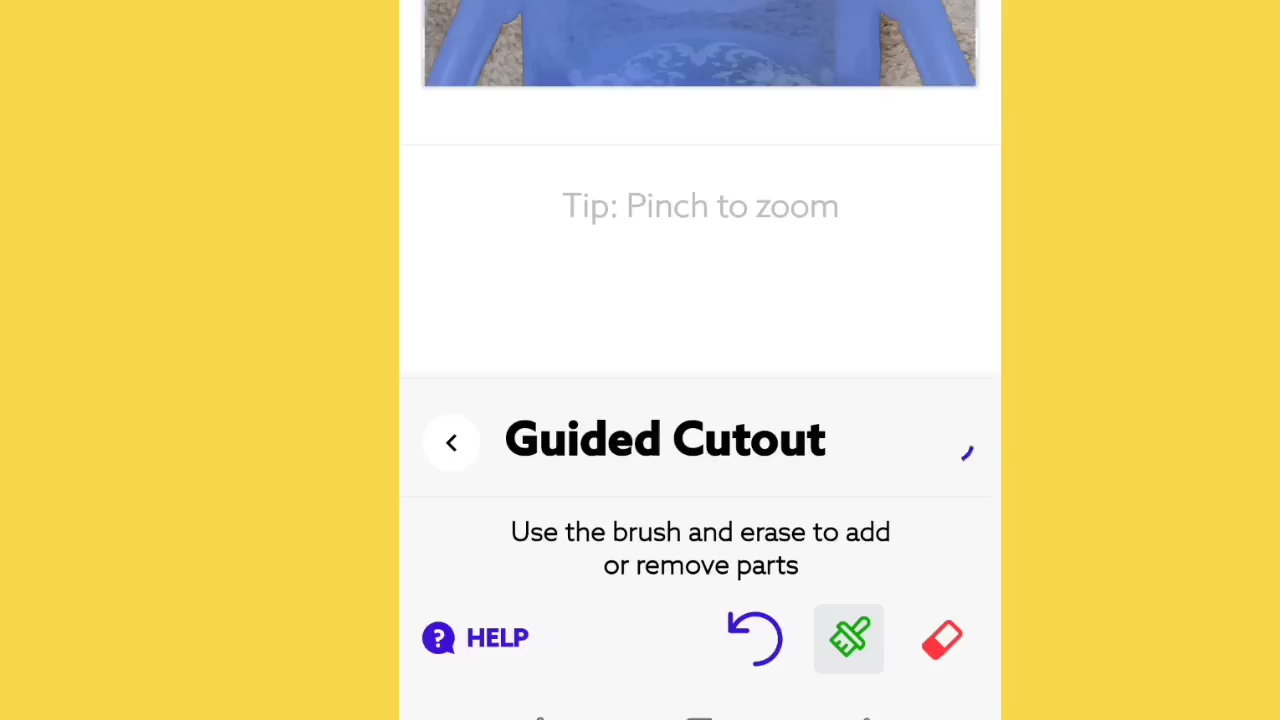 Tip: Pinch to zoom
Guided Cutout
Use the brush and erase to add
or remove parts
HELP